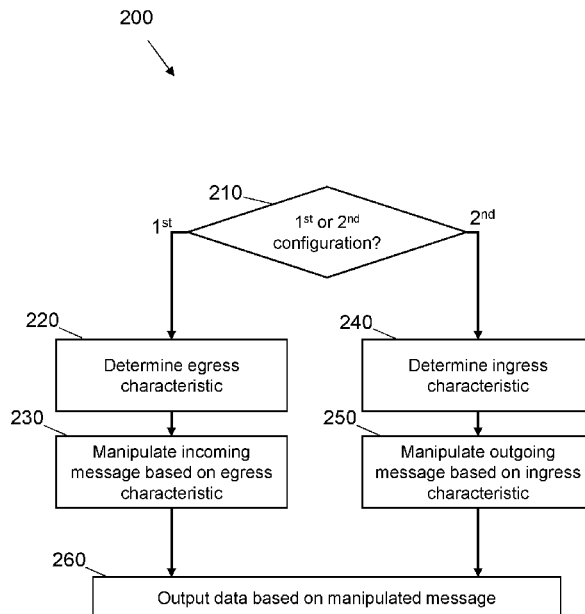 200
210
1st
1st or 2nd
configuration?
2nd
220
Determine egress
characteristic
240
Determine ingress
characteristic
230
Manipulate incoming
message based on egress
characteristic
250
Manipulate outgoing
message based on ingress
characteristic
260
Output data based on manipulated message